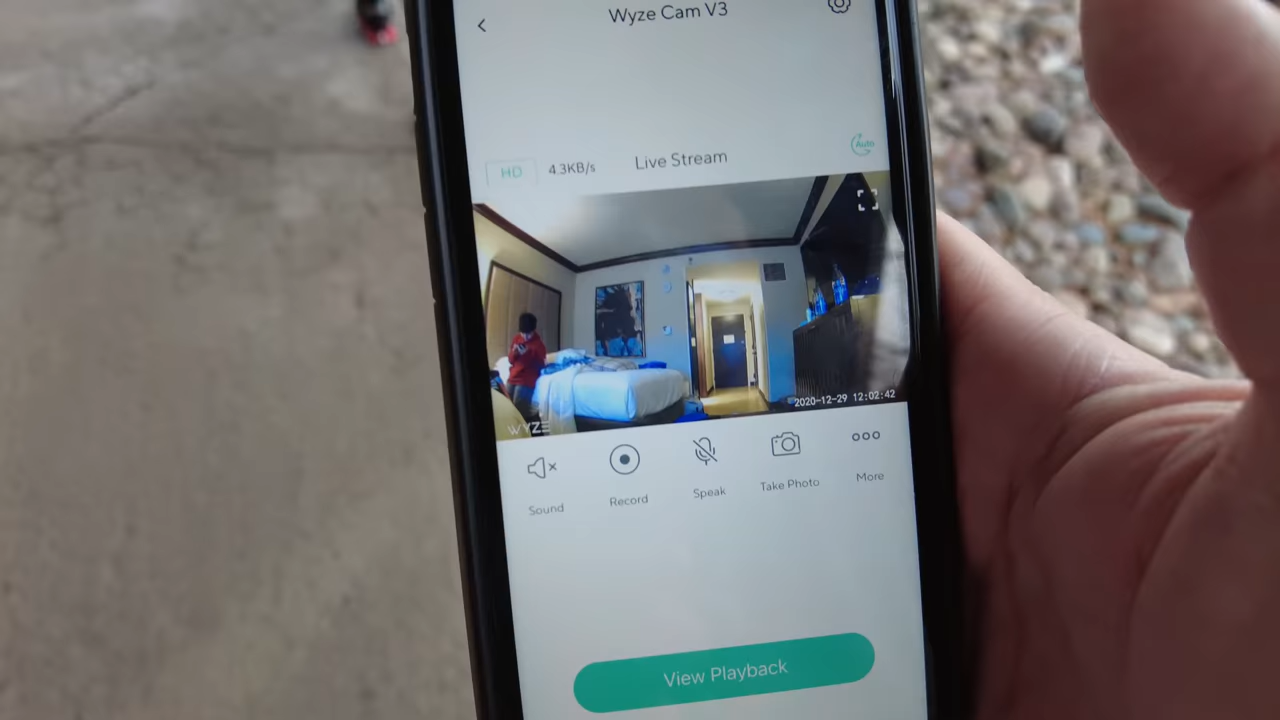 Wyze Cam V3
HD 4.3KB/s Live Stream Auto
2020-12-29 12:02:42
WYZE
Sound Record Speak Take Photo More
View Playback